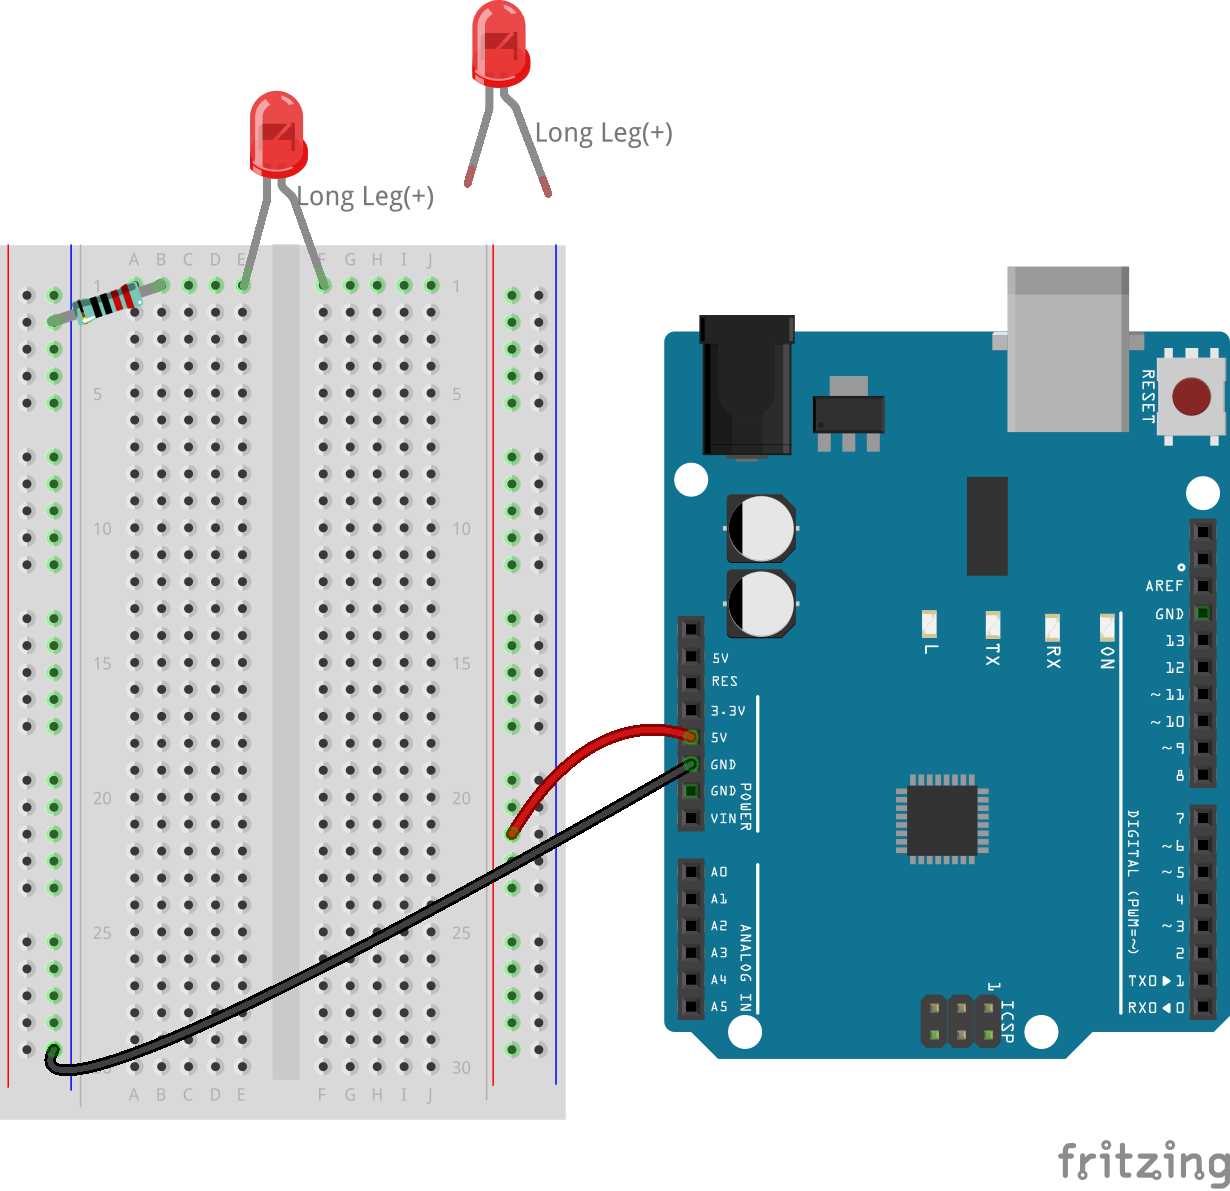 Long Leg(+)
Long Leg(+)
A B C D E F G H I J
1 1
5 5
10 10
15 15
20 20
25 25
30
A B C D E F G H I J
RESET
AREF
GND
13
12
~11
~10
~9
8
L TX RX ON
5V
RES
3.3V
5V
GND
GND
VIN
POWER
A0
A1
A2
A3
A4
A5
ANALOG IN
7
~6
~5
4
~3
2
TX0▶1
RX0◀0
DIGITAL (PWM=~)
1
ICSP
fritzing